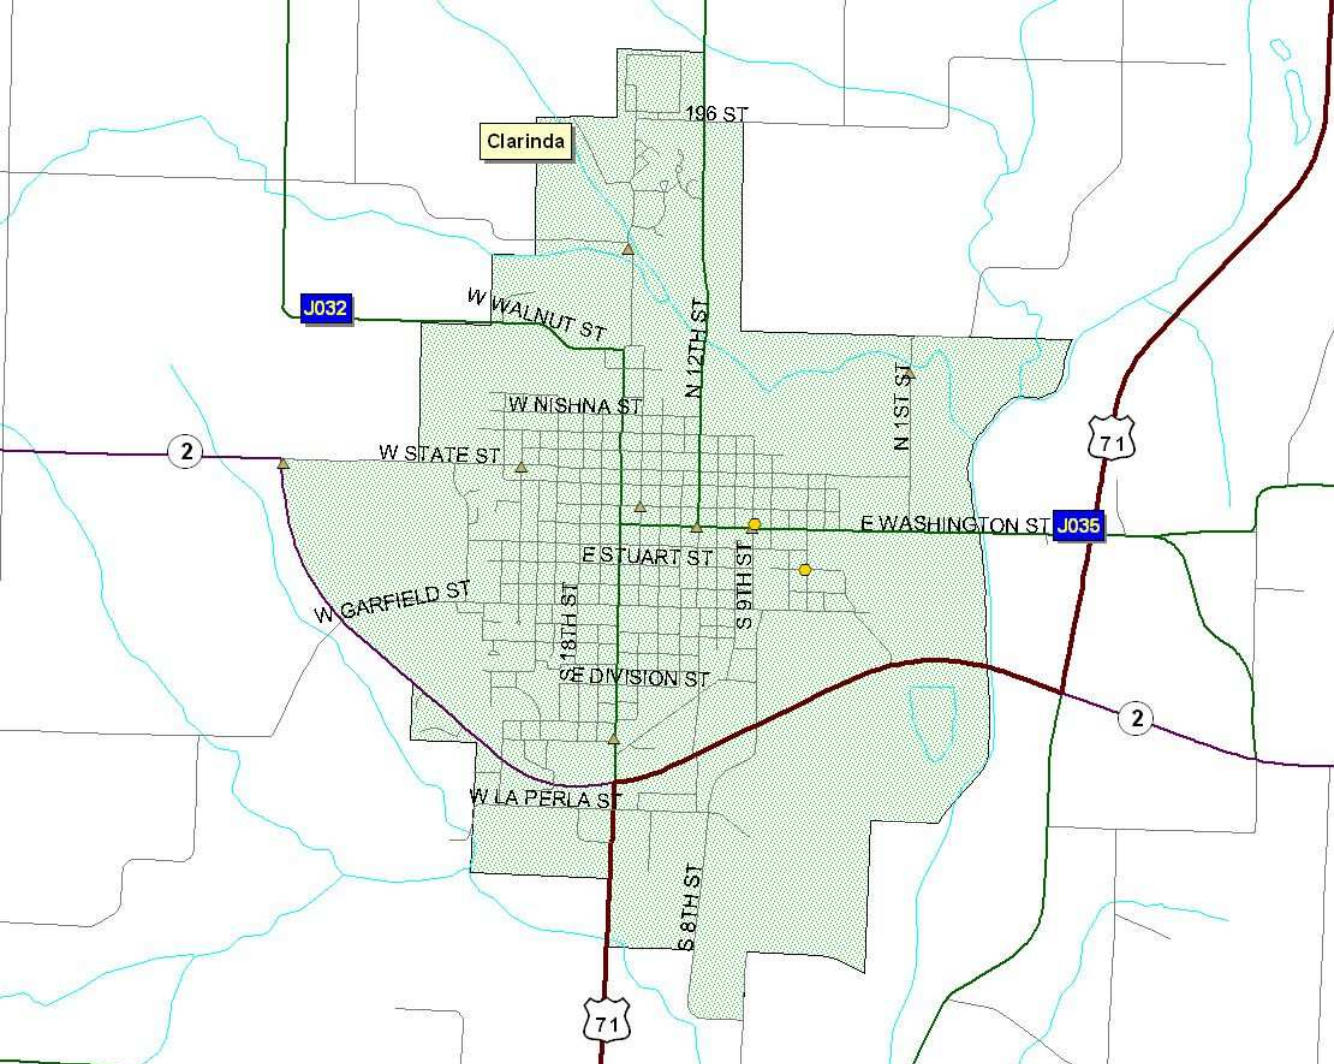 196 ST
Clarinda
J032
W WALNUT ST
N 12TH ST
N 1ST ST
W NISHNA ST
71
2
W STATE ST
E WASHINGTON ST
J035
E STUART ST
S 9TH ST
W GARFIELD ST
S 18TH ST
E DIVISION ST
2
W LA PERLA ST
S 8TH ST
71